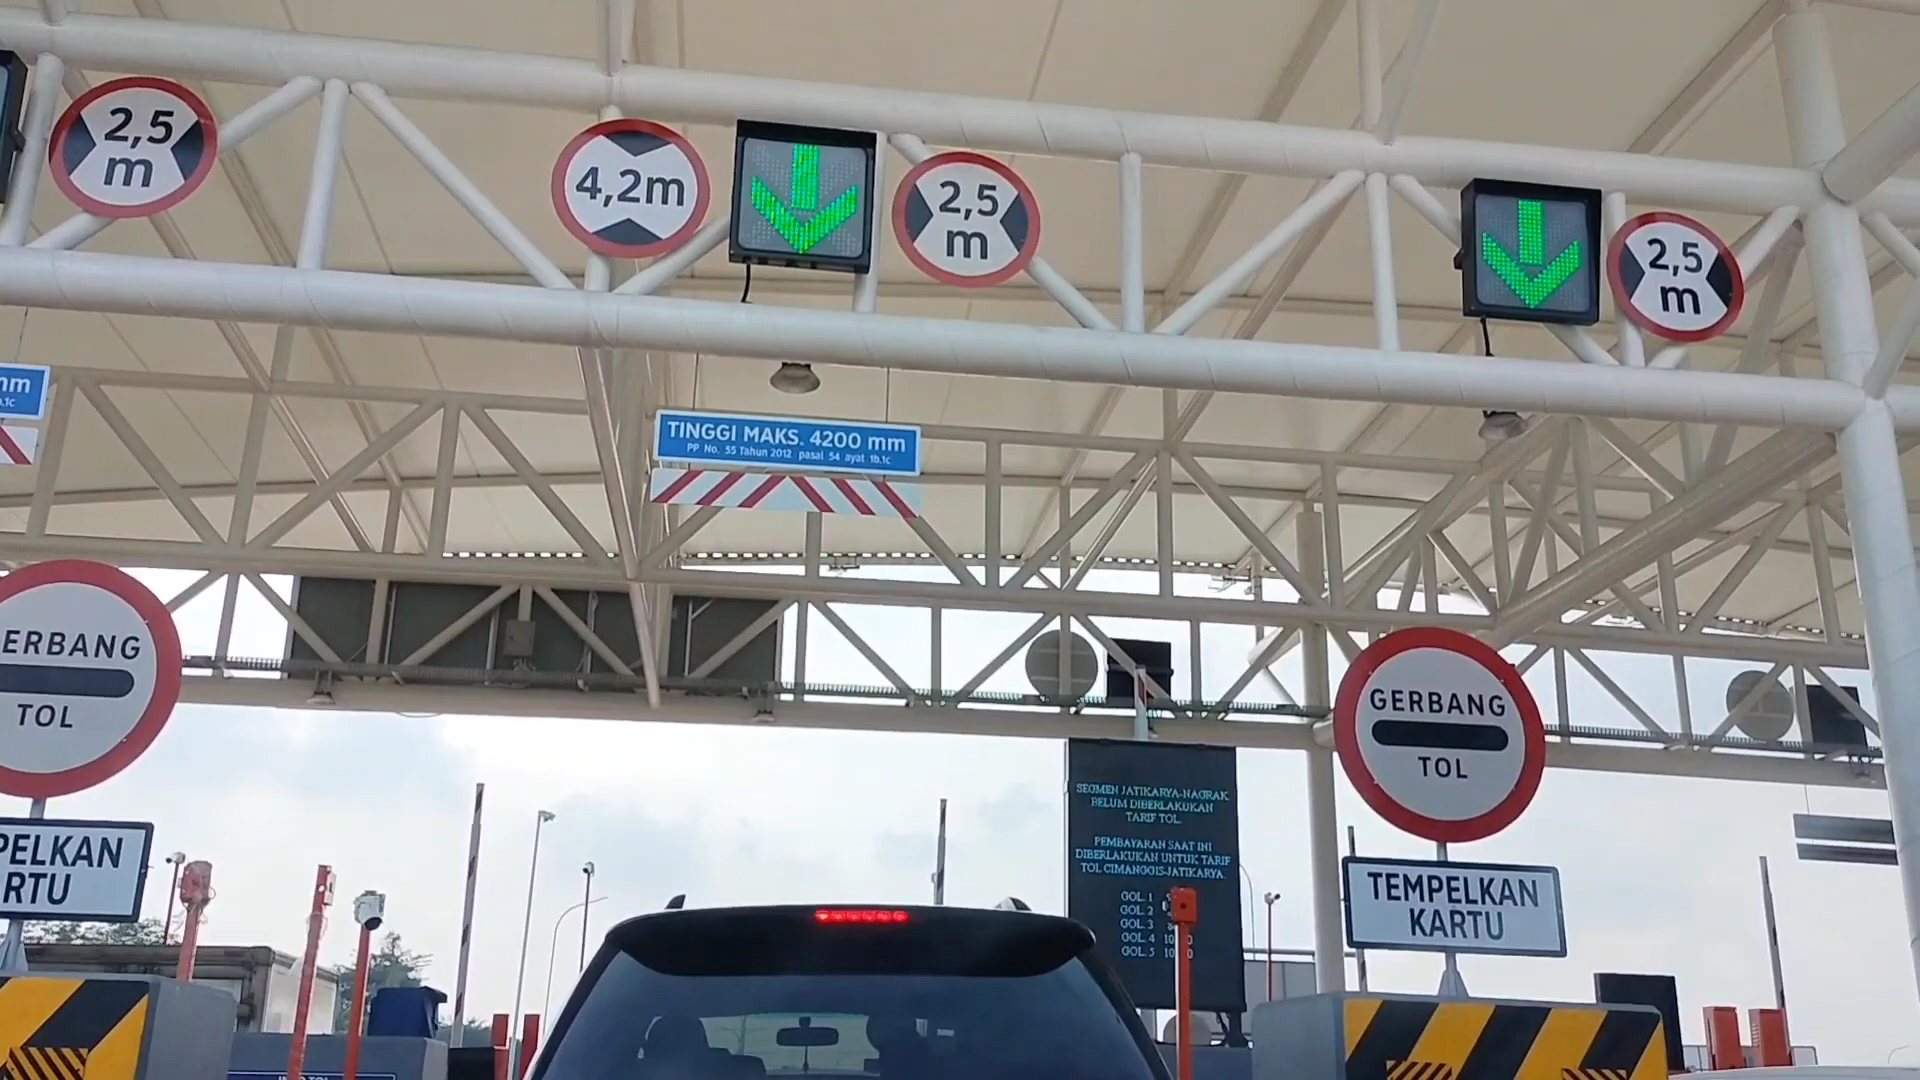 2,5
m
4,2m
2,5
m
2,5
m
mm
TINGGI MAKS. 4200 mm
PP No. 55 Tahun 2012 pasal 54 ayat 1b.1c
ERBANG
TOL
PELKAN
RTU
GERBANG
TOL
TEMPELKAN
KARTU
SEGMEN JATIKARYA-NAGRAK
BELUM DIBERLAKUKAN
TARIF TOL.
PEMBAYARAN SAAT INI
DIBERLAKUKAN UNTUK TARIF
TOL CIMANGGIS-JATIKARYA.
GOL. 1
GOL. 2
GOL. 3
GOL. 4
GOL. 5